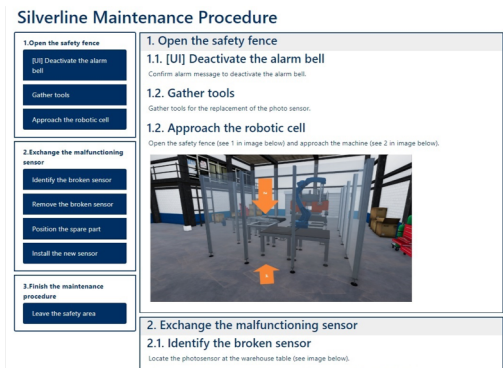 Silverline Maintenance Procedure
1.Open the safety fence
[UI] Deactivate the alarm
bell
Gather tools
Approach the robotic cell
2.Exchange the malfunctioning
sensor
Identify the broken sensor
Remove the broken sensor
Position the spare part
Install the new sensor
3.Finish the maintenance
procedure
Leave the safety area
1. Open the safety fence
1.1. [UI] Deactivate the alarm bell
Confirm alarm message to deactivate the alarm bell.
1.2. Gather tools
Gather tools for the replacement of the photo sensor.
1.2. Approach the robotic cell
Open the safety fence (see 1 in image below) and approach the machine (see 2 in image below).
2. Exchange the malfunctioning sensor
2.1. Identify the broken sensor
Locate the photosensor at the warehouse table (see image below).